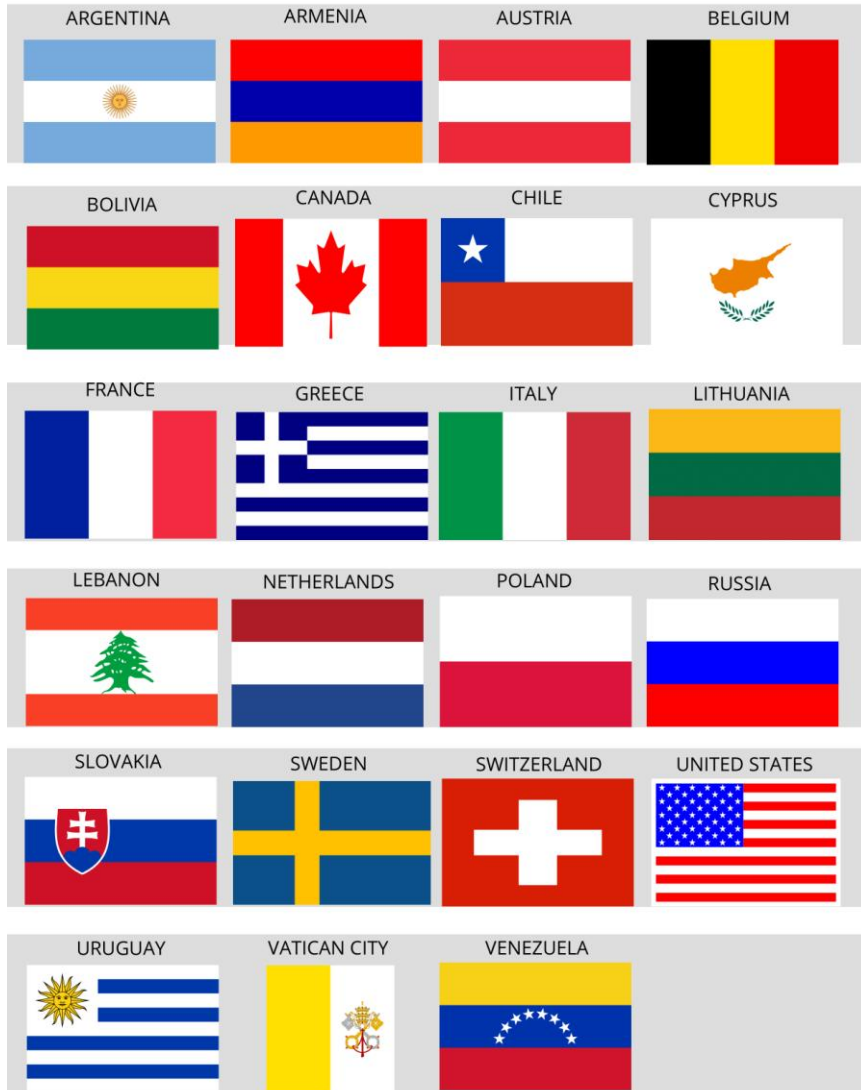 ARGENTINA
ARMENIA
AUSTRIA
BELGIUM
BOLIVIA
CANADA
CHILE
CYPRUS
FRANCE
GREECE
ITALY
LITHUANIA
LEBANON
NETHERLANDS
POLAND
RUSSIA
SLOVAKIA
SWEDEN
SWITZERLAND
UNITED STATES
URUGUAY
VATICAN CITY
VENEZUELA